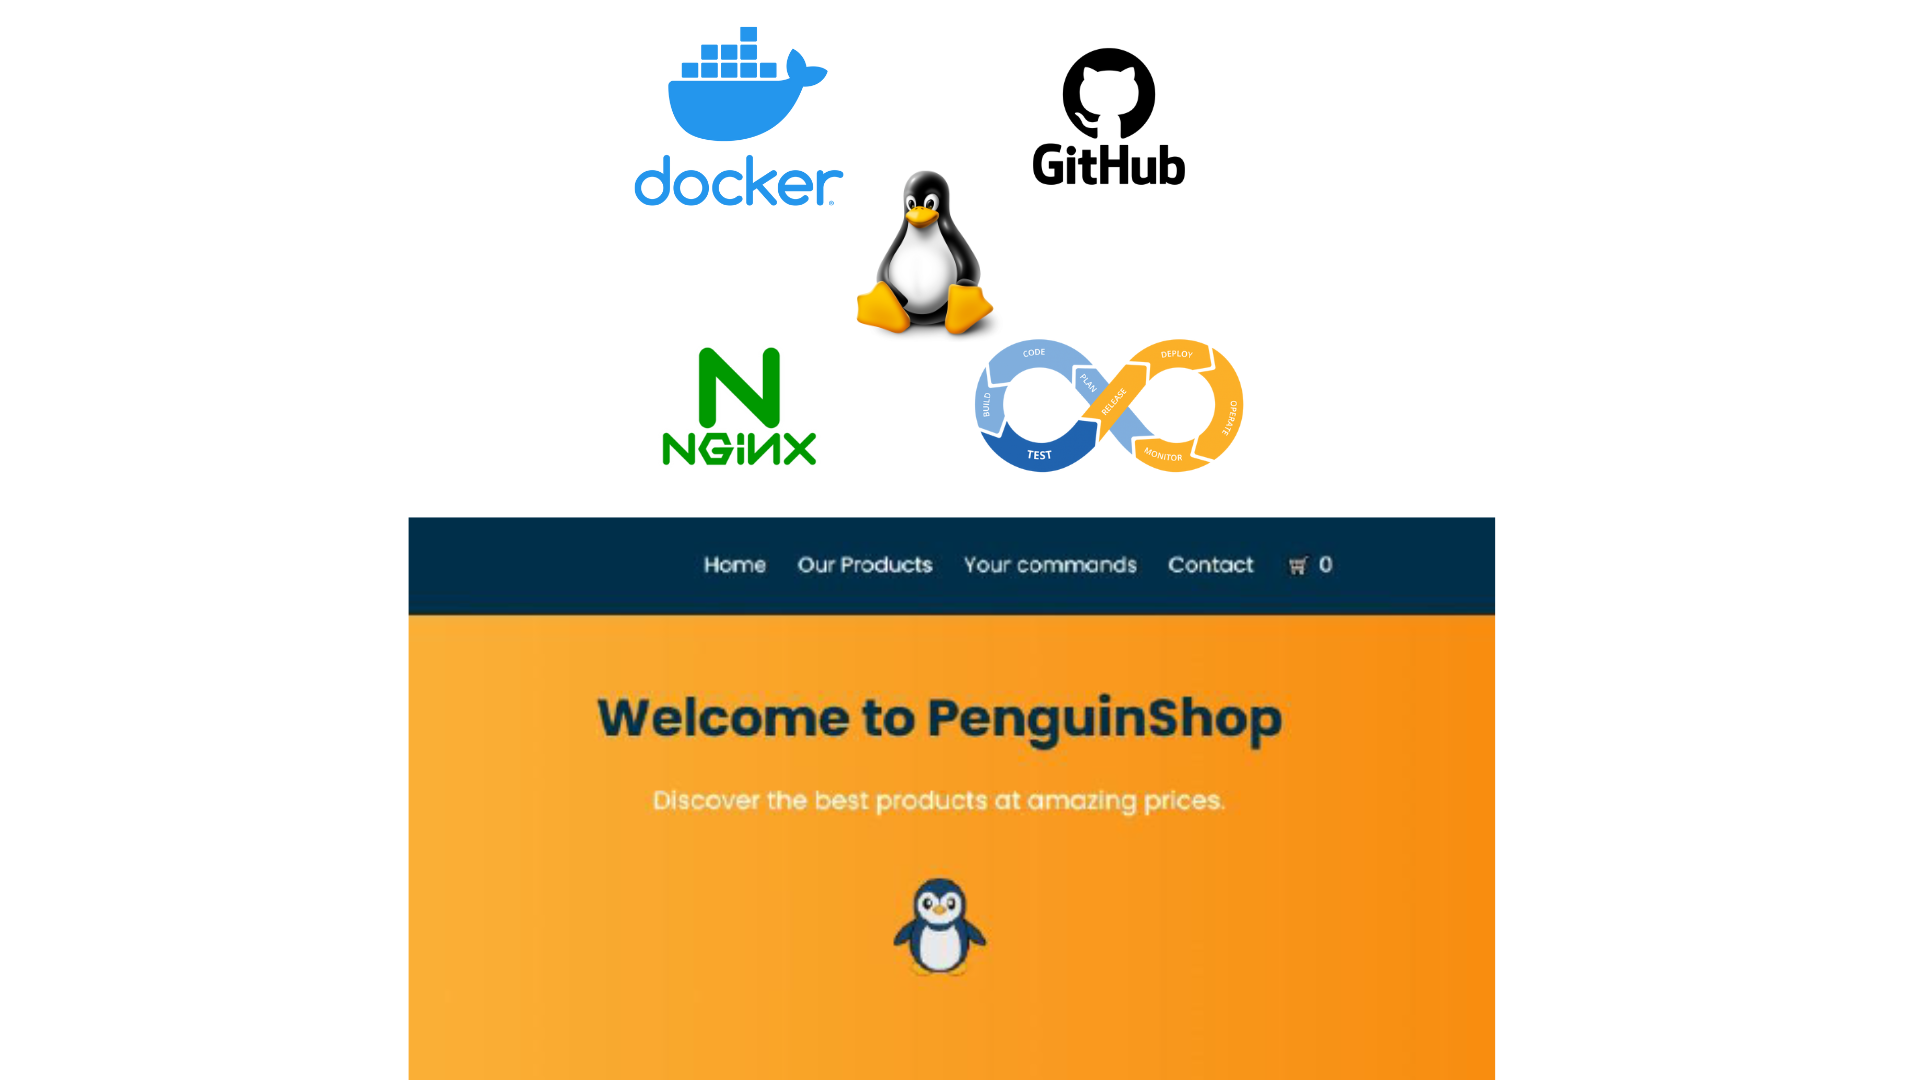 docker
GitHub
N
NGiNX
CODE
PLAN
BUILD
TEST
RELEASE
DEPLOY
OPERATE
MONITOR
Home Our Products Your commands Contact 0
Welcome to PenguinShop
Discover the best products at amazing prices.